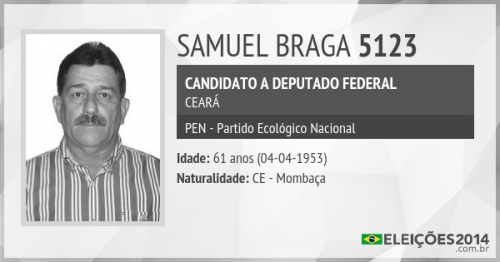 SAMUEL BRAGA 5123
CANDIDATO A DEPUTADO FEDERAL
CEARÁ
PEN - Partido Ecológico Nacional
Idade: 61 anos (04-04-1953)
Naturalidade: CE - Mombaça
ELEIÇÕES2014
.com.br